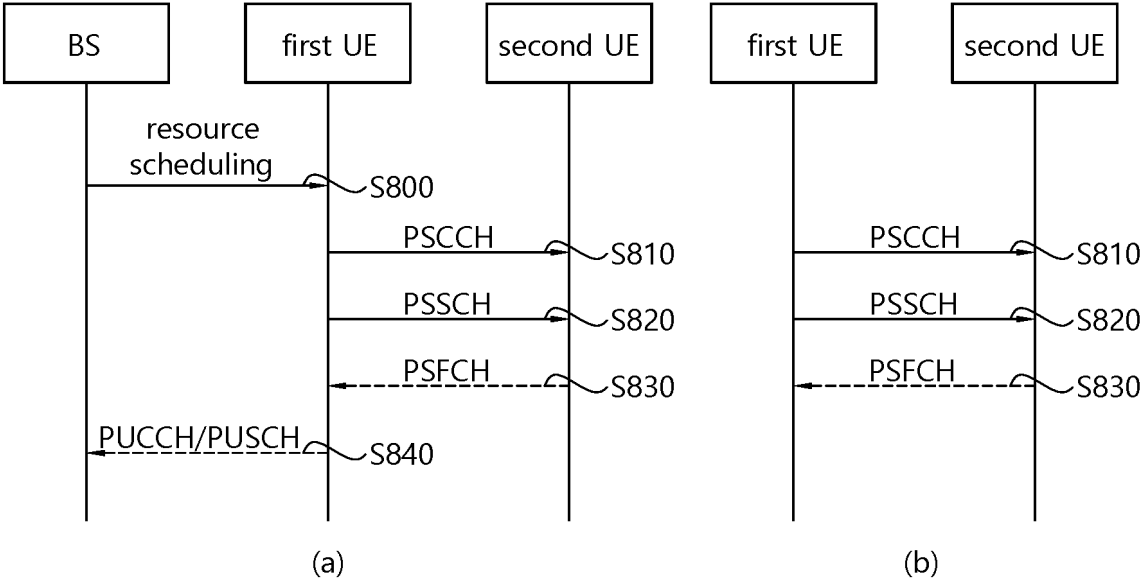 BS
first UE
second UE
first UE
second UE
resource
scheduling
S800
PSCCH
S810
PSCCH
S810
PSSCH
S820
PSSCH
S820
PSFCH
S830
PSFCH
S830
PUCCH/PUSCH
S840
(a)
(b)